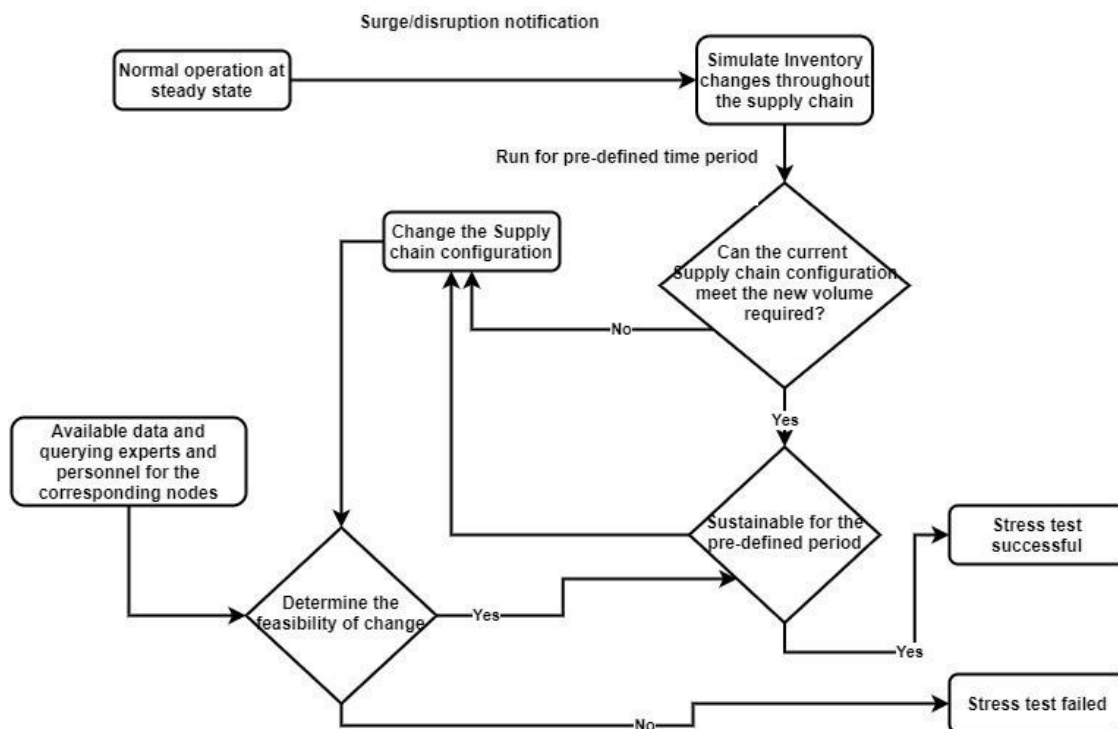 Surge/disruption notification
Normal operation at
steady state
Simulate Inventory
changes throughout
the supply chain
Run for pre-defined time period
Change the Supply
chain configuration
Can the current
Supply chain configuration
meet the new volume
required?
No
Yes
Available data and
querying experts and
personnel for the
corresponding nodes
Sustainable for the
pre-defined period
Stress test
successful
Determine the
feasibility of change
Yes
Yes
No
Stress test failed